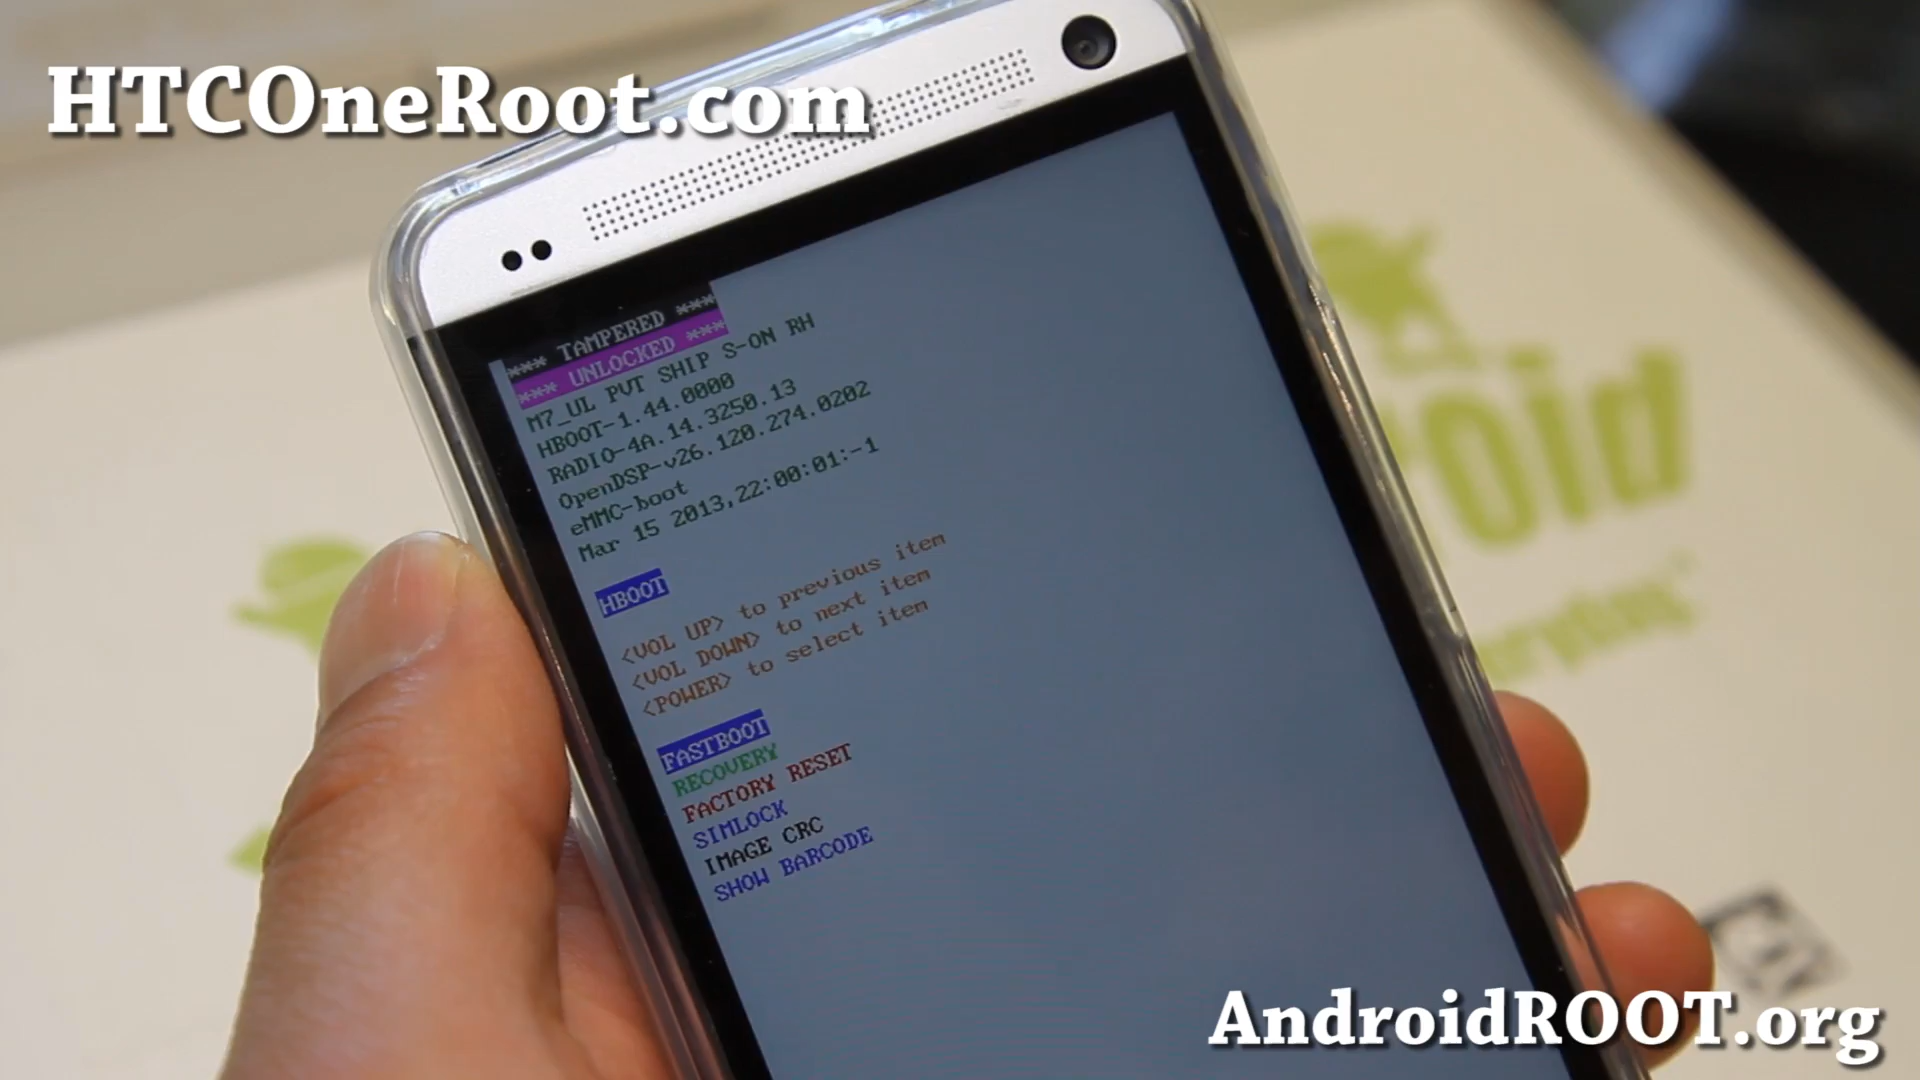 HTCOneRoot.com
*** TAMPERED ***
*** UNLOCKED ***
M7_UL PVT SHIP S-ON RH
HBOOT-1.44.0000
RADIO-4A.14.3250.13
OpenDSP-v26.120.274.0202
eMMC-boot
Mar 15 2013,22:00:01:-1
HBOOT
<VOL UP> to previous item
<VOL DOWN> to next item
<POWER> to select item
FASTBOOT
RECOVERY
FACTORY RESET
SIMLOCK
IMAGE CRC
SHOW BARCODE
AndroidROOT.org